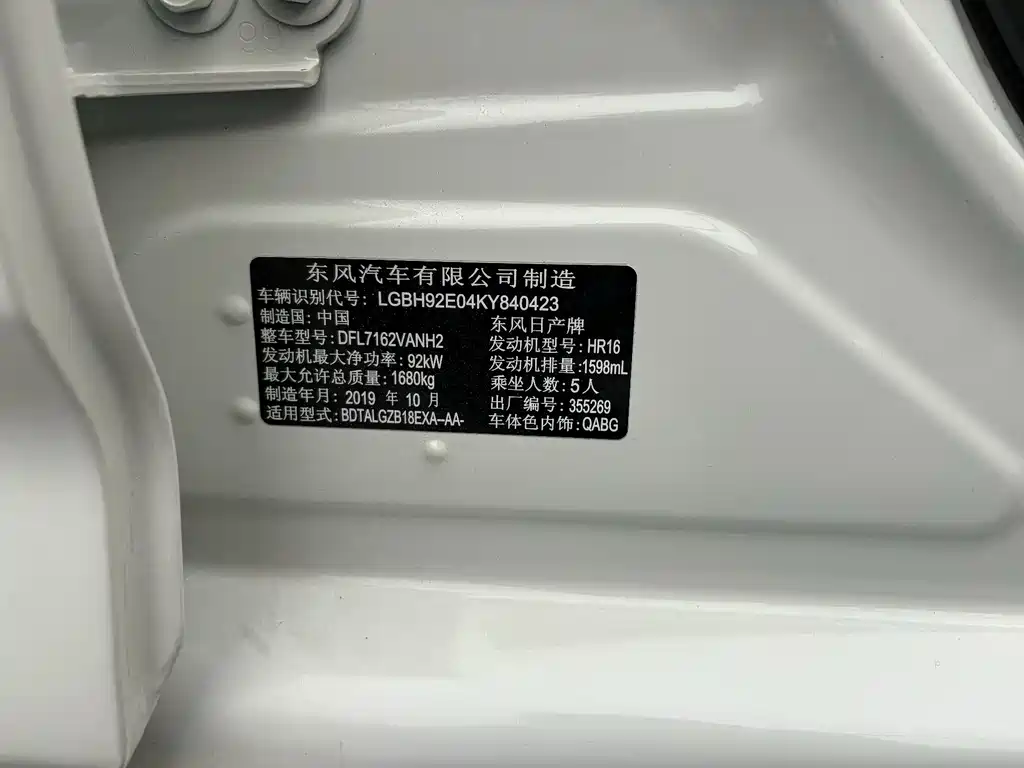 东风汽车有限公司制造
车辆识别代号: LGBH92E04KY840423
制造国: 中国
东风日产牌
整车型号: DFL7162VANH2
发动机型号: HR16
发动机最大净功率: 92kW
发动机排量: 1598mL
最大允许总质量: 1680kg
乘坐人数: 5人
制造年月: 2019 年 10 月
出厂编号: 355269
适用型式: BDTALGZB18EXA-AA-
车体色内饰: QABG